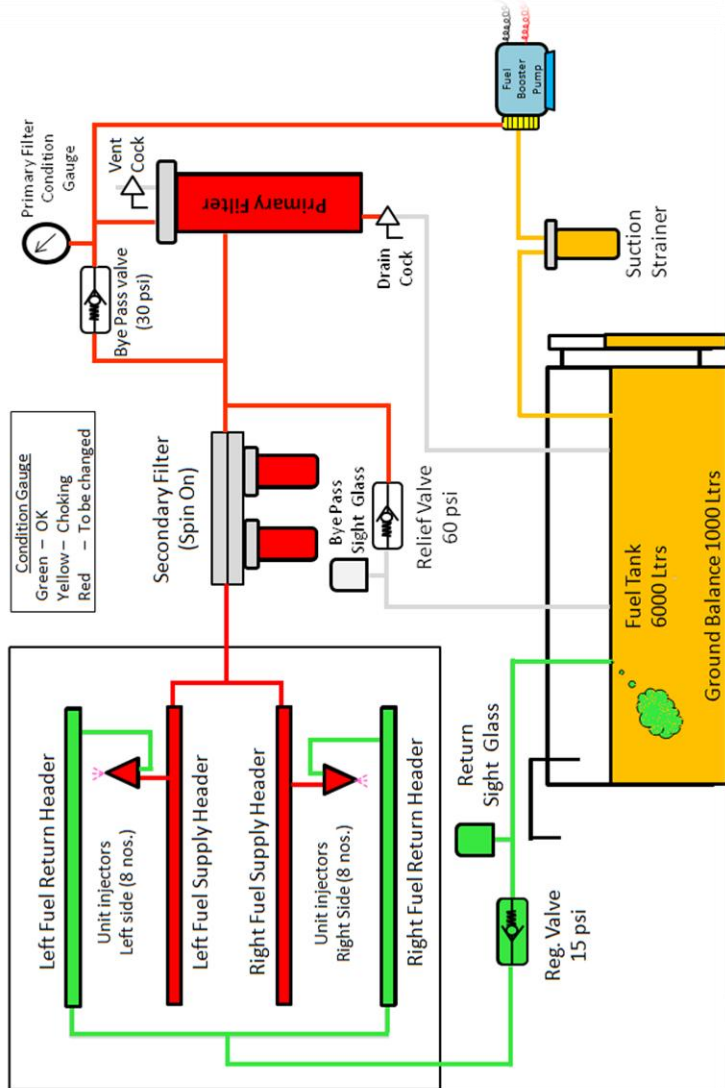 Condition Gauge
Green – OK
Yellow – Choking
Red – To be changed
Primary Filter
Condition
Gauge
Vent
Cock
Bye Pass valve
(30 psi)
Primary Filter
Drain
Cock
Fuel
Booster
Pump
Suction
Strainer
Secondary Filter
(Spin On)
Bye Pass
Sight Glass
Relief Valve
60 psi
Left Fuel Return Header
Unit injectors
Left side (8 nos.)
Left Fuel Supply Header
Right Fuel Supply Header
Unit injectors
Right Side (8 nos.)
Right Fuel Return Header
Return
Sight Glass
Reg. Valve
15 psi
Fuel Tank
6000 Ltrs
Ground Balance 1000 Ltrs